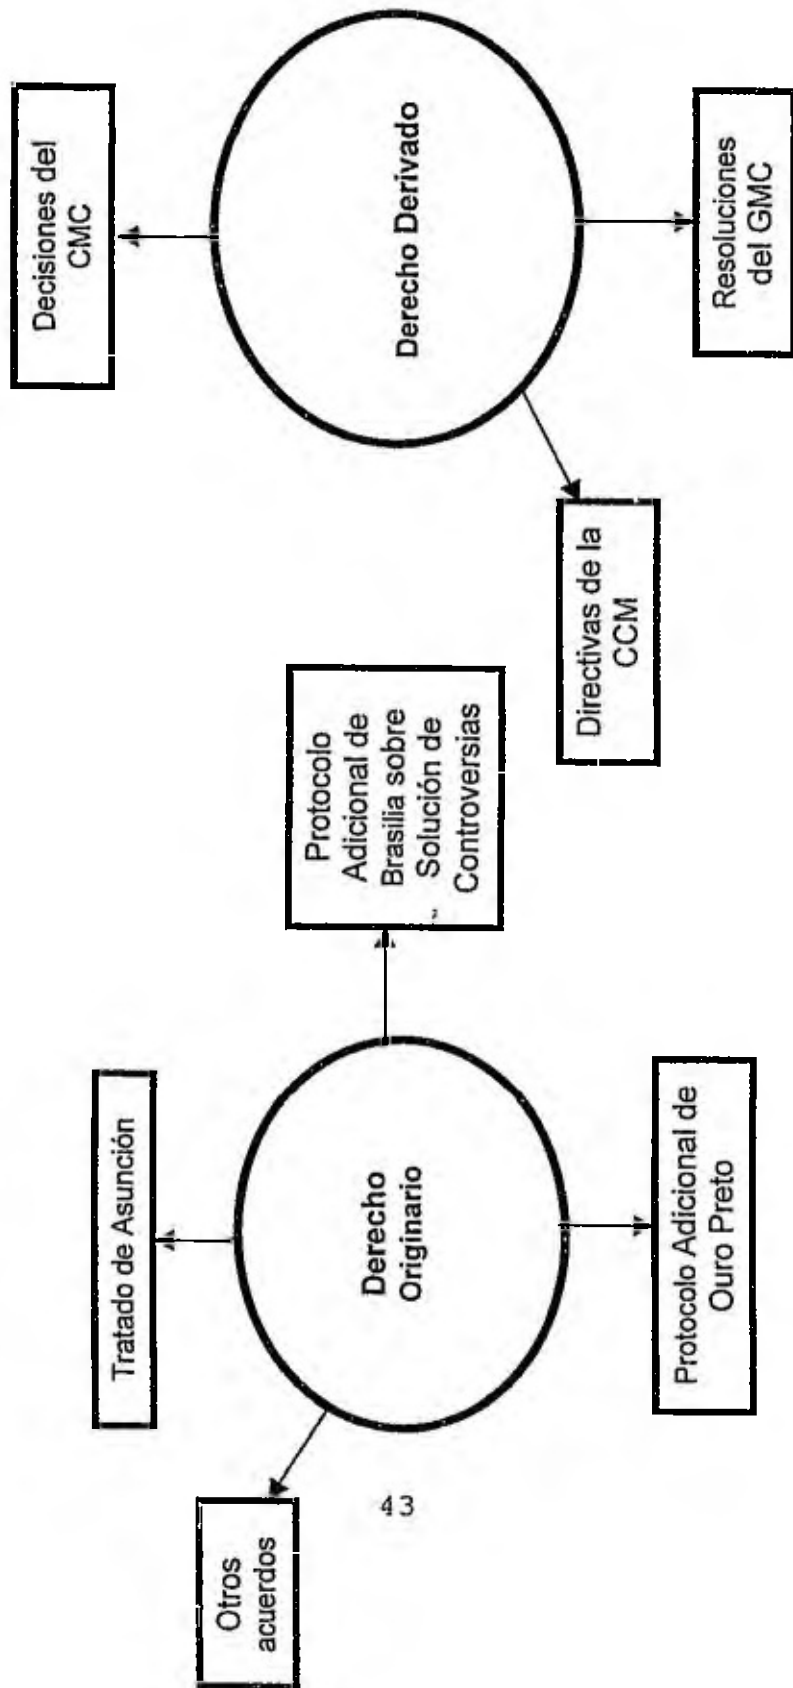 Otros
acuerdos
Tratado de Asunción
Derecho
Originario
Protocolo Adicional de
Ouro Preto
Protocolo
Adicional de
Brasilia sobre
Solución de
Controversias
Decisiones del
CMC
Derecho Derivado
Directivas de la
CCM
Resoluciones
del GMC
43